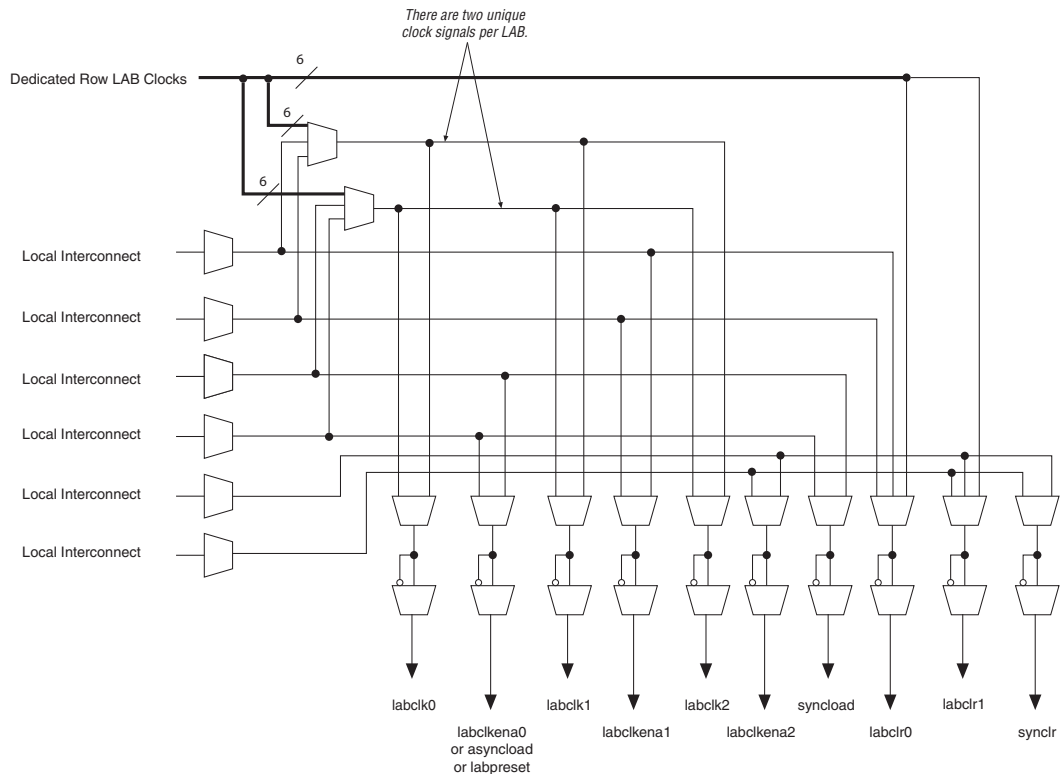 There are two unique
clock signals per LAB.
6
Dedicated Row LAB Clocks
6
6
Local Interconnect
Local Interconnect
Local Interconnect
Local Interconnect
Local Interconnect
Local Interconnect
labclk0
labclk1
labclk2
syncload
labclr1
labclkena0
or asyncload
or labpreset
labclkena1
labclkena2
labclr0
synclr